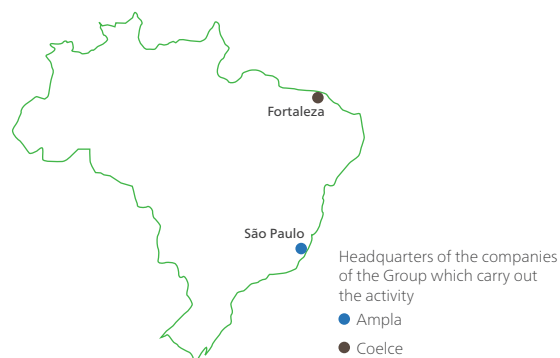 Fortaleza
São Paulo
Headquarters of the companies
of the Group which carry out
the activity
Ampla
Coelce